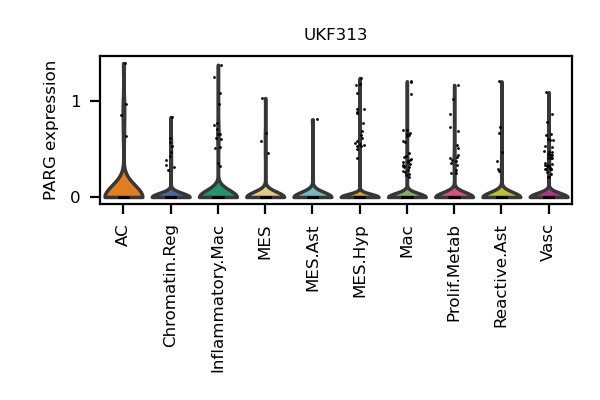 UKF313
PARG expression
1
0
AC
Chromatin.Reg
Inflammatory.Mac
MES
MES.Ast
MES.Hyp
Mac
Prolif.Metab
Reactive.Ast
Vasc